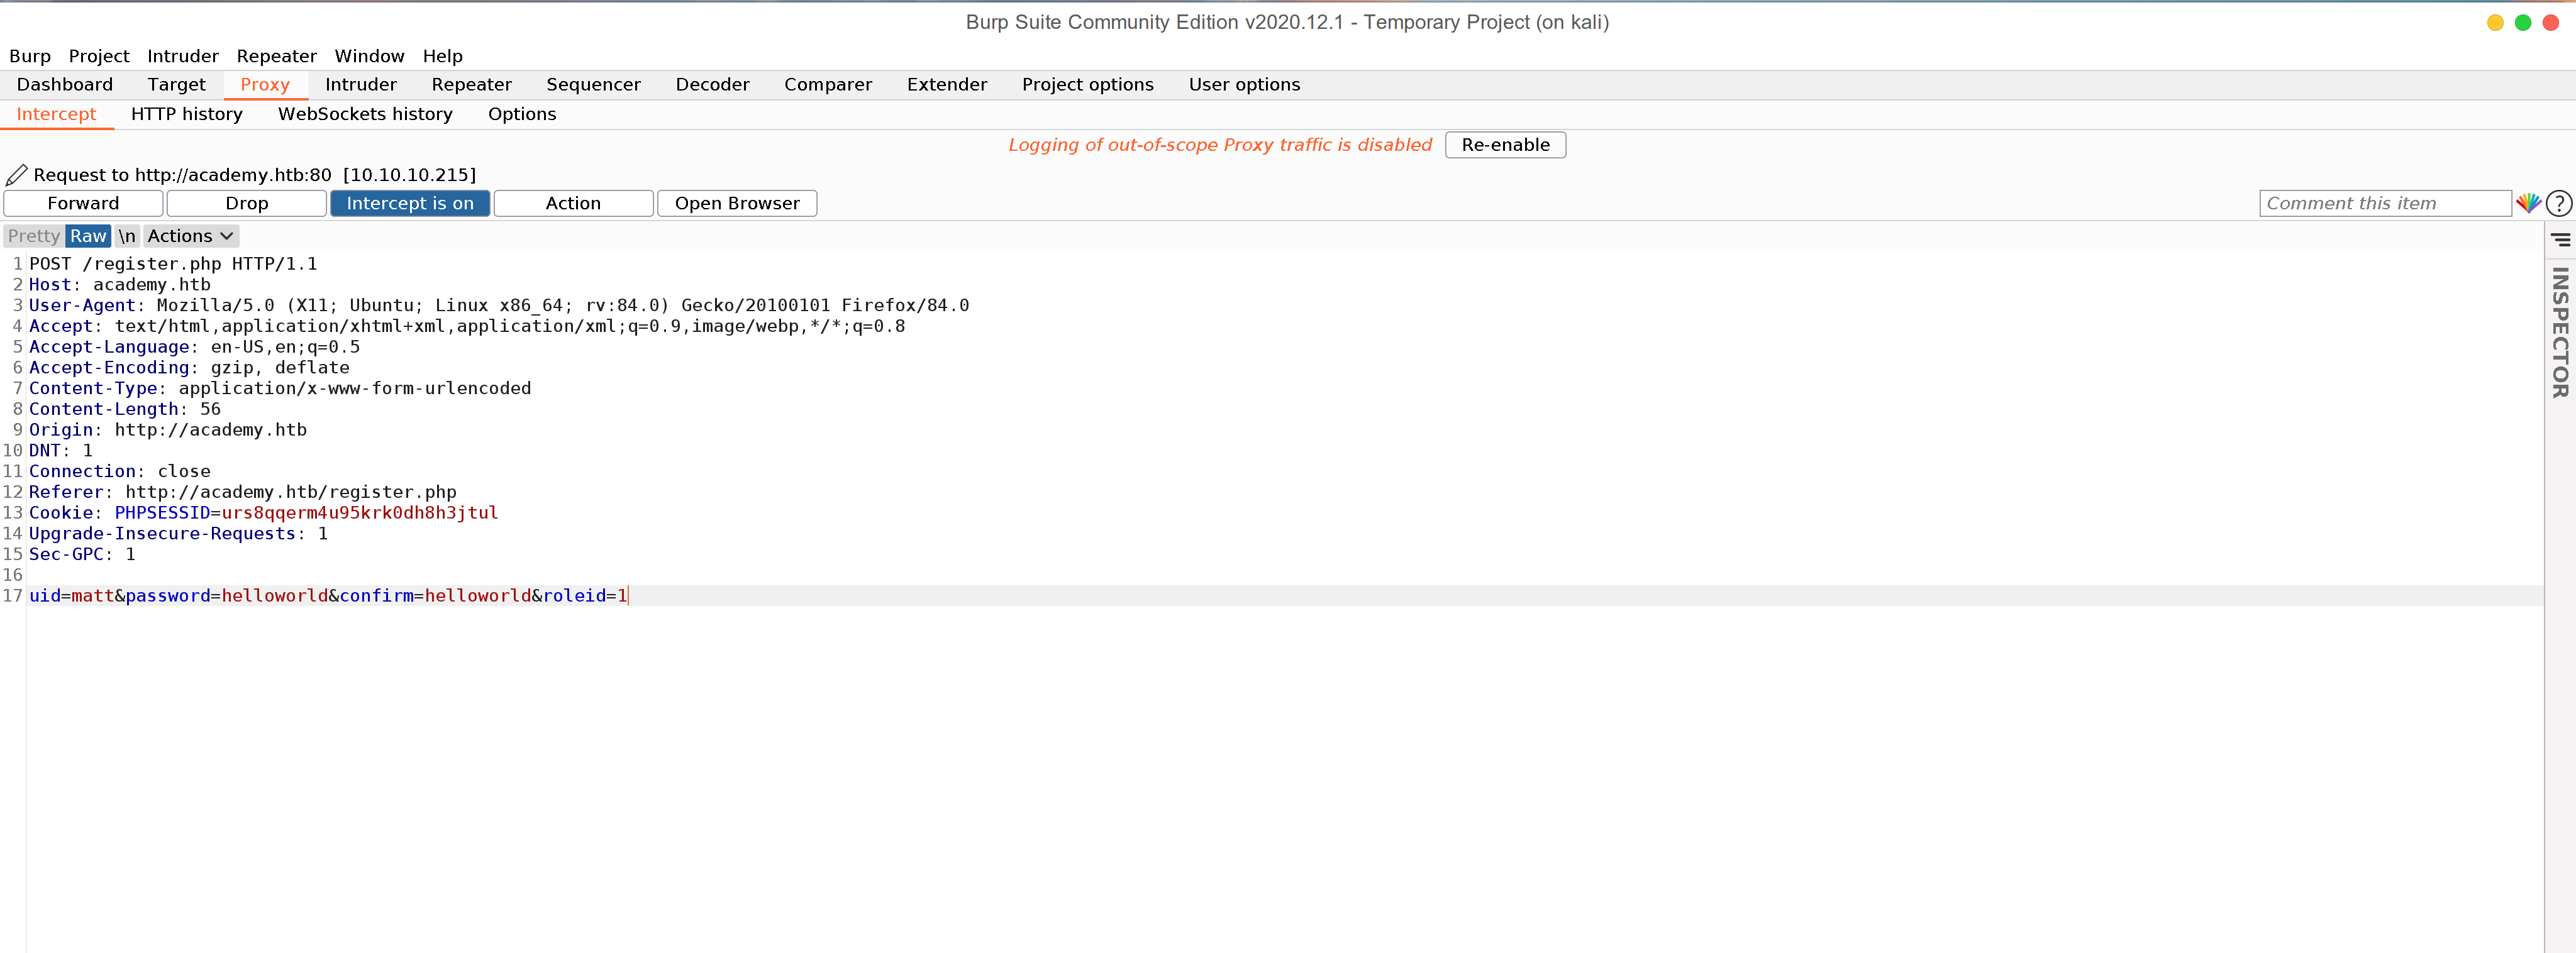 Burp Suite Community Edition v2020.12.1 - Temporary Project (on kali)
Burp Project Intruder Repeater Window Help
Dashboard Target Proxy Intruder Repeater Sequencer Decoder Comparer Extender Project options User options
Intercept HTTP history WebSockets history Options
Logging of out-of-scope Proxy traffic is disabled Re-enable
Request to http://academy.htb:80 [10.10.10.215]
Forward Drop Intercept is on Action Open Browser Comment this item ?
Pretty Raw \n Actions
1 POST /register.php HTTP/1.1
2 Host: academy.htb
3 User-Agent: Mozilla/5.0 (X11; Ubuntu; Linux x86_64; rv:84.0) Gecko/20100101 Firefox/84.0
4 Accept: text/html,application/xhtml+xml,application/xml;q=0.9,image/webp,*/*;q=0.8
5 Accept-Language: en-US,en;q=0.5
6 Accept-Encoding: gzip, deflate
7 Content-Type: application/x-www-form-urlencoded
8 Content-Length: 56
9 Origin: http://academy.htb
10 DNT: 1
11 Connection: close
12 Referer: http://academy.htb/register.php
13 Cookie: PHPSESSID=urs8qqerm4u95krk0dh8h3jtul
14 Upgrade-Insecure-Requests: 1
15 Sec-GPC: 1
16
17 uid=matt&password=helloworld&confirm=helloworld&roleid=1
INSPECTOR